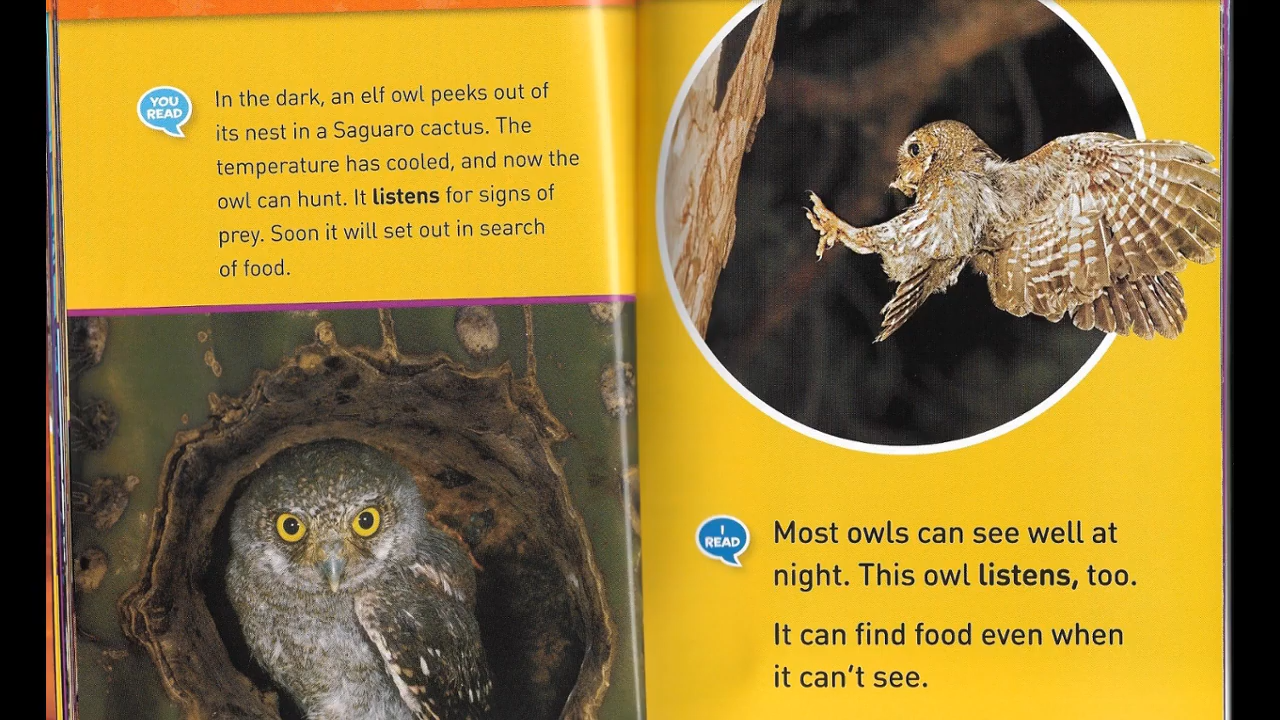 YOU
READ
In the dark, an elf owl peeks out of
its nest in a Saguaro cactus. The
temperature has cooled, and now the
owl can hunt. It listens for signs of
prey. Soon it will set out in search
of food.
I
READ
Most owls can see well at
night. This owl listens, too.
It can find food even when
it can't see.